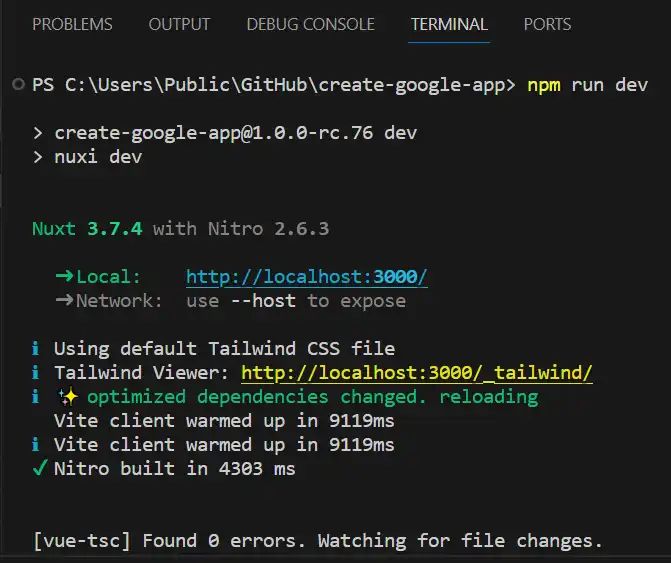 PROBLEMS OUTPUT DEBUG CONSOLE TERMINAL PORTS
PS C:\Users\Public\GitHub\create-google-app> npm run dev
> create-google-app@1.0.0-rc.76 dev
> nuxi dev
Nuxt 3.7.4 with Nitro 2.6.3
➜Local: http://localhost:3000/
➜Network: use --host to expose
ℹ Using default Tailwind CSS file
ℹ Tailwind Viewer: http://localhost:3000/_tailwind/
ℹ ✨ optimized dependencies changed. reloading
Vite client warmed up in 9119ms
ℹ Vite client warmed up in 9119ms
✓ Nitro built in 4303 ms
[vue-tsc] Found 0 errors. Watching for file changes.